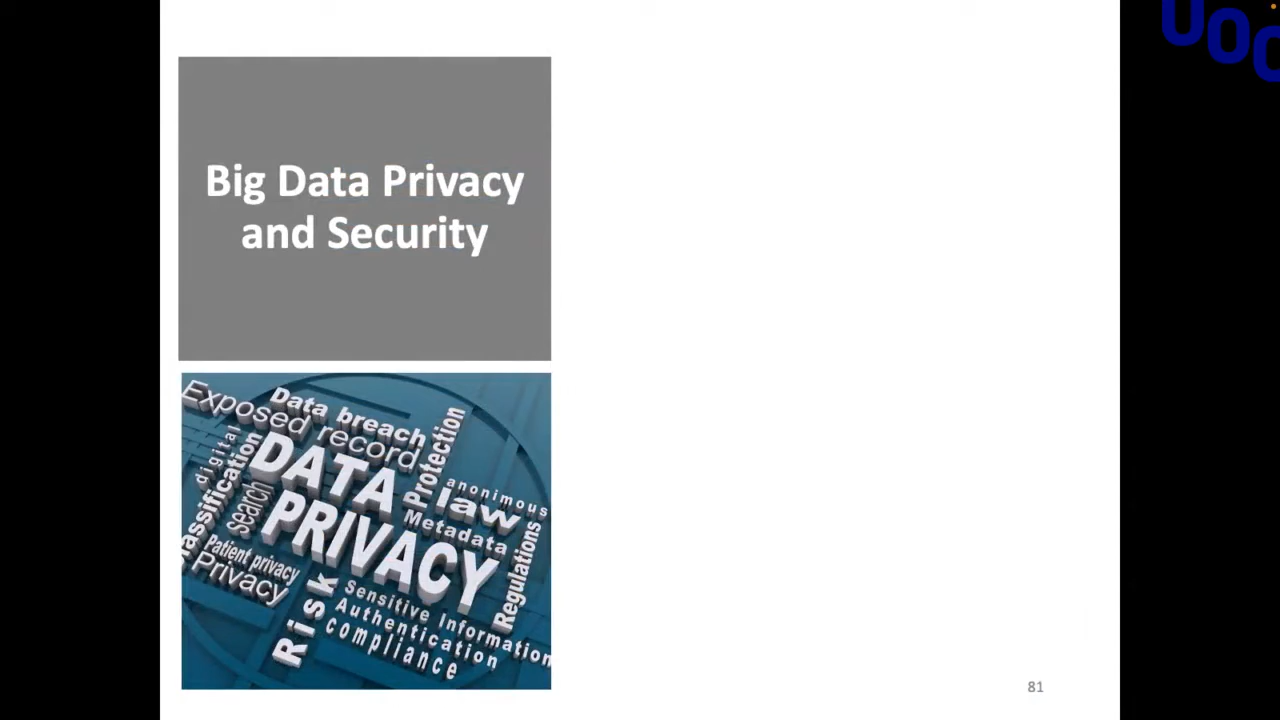 UOC
Big Data Privacy
and Security
Exposed record
Data breach
Protection
digital
assification
search
DATA
PRIVACY
anonimous
law
Metadata
Regulations
Patient privacy
Privacy
Risk
Sensitive Information
Authentication
compliance
81